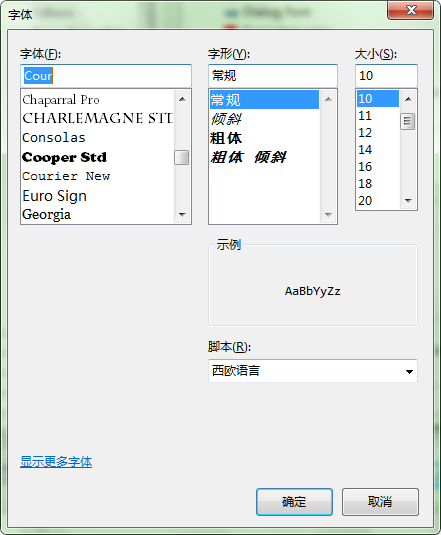 字体
字体(F):
Cour
Chaparral Pro
CHARLEMAGNE STD
Consolas
Cooper Std
Courier New
Euro Sign
Georgia
字形(Y):
常规
常规
倾斜
粗体
粗体 倾斜
大小(S):
10
10
11
12
14
16
18
20
示例
AaBbYyZz
脚本(R):
西欧语言
显示更多字体
确定
取消